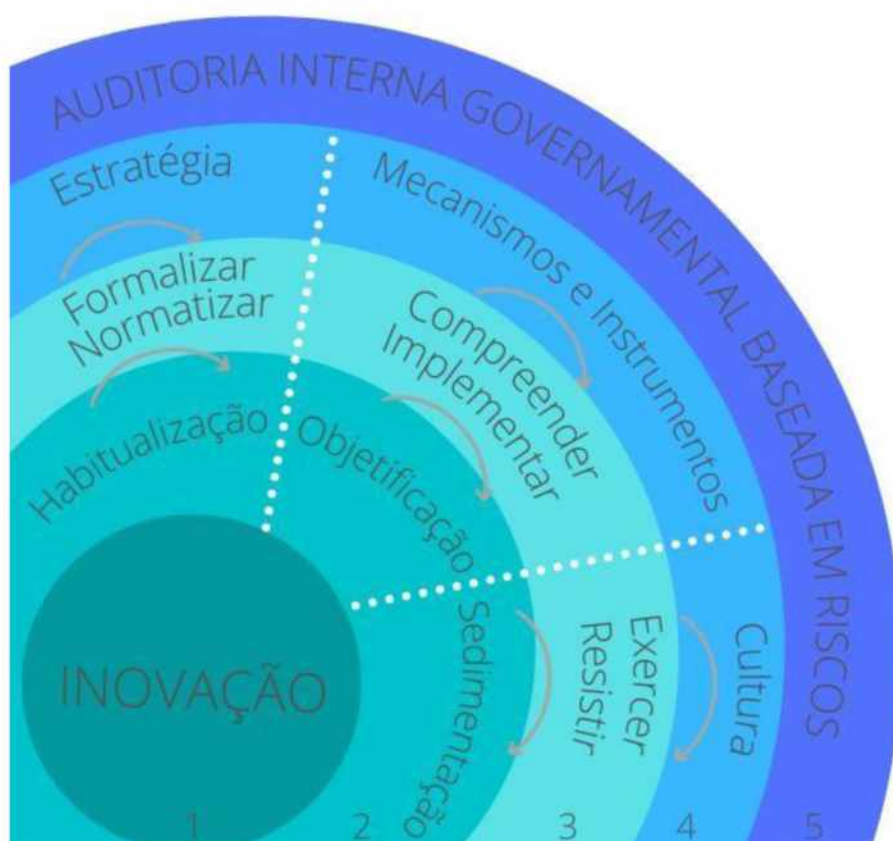 AUDITORIA INTERNA GOVERNAMENTAL BASEADA EM RISCOS
Estratégia
Mecanismos e Instrumentos
Cultura
Formalizar
Normatizar
Compreender
Implementar
Exercer
Resistir
Habitualização
Objetificação
Sedimentação
INOVAÇÃO
1
2
3
4
5